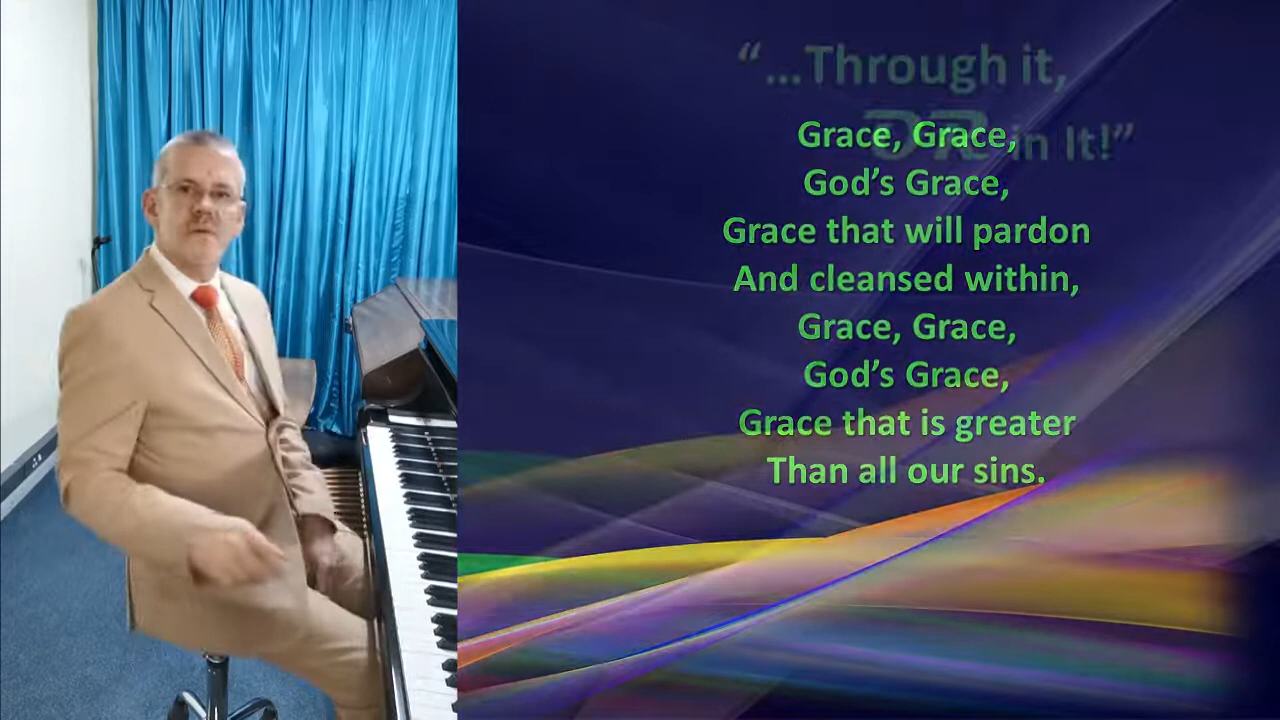 “...Through it,
OR in It!”
Grace, Grace,
God’s Grace,
Grace that will pardon
And cleansed within,
Grace, Grace,
God’s Grace,
Grace that is greater
Than all our sins.